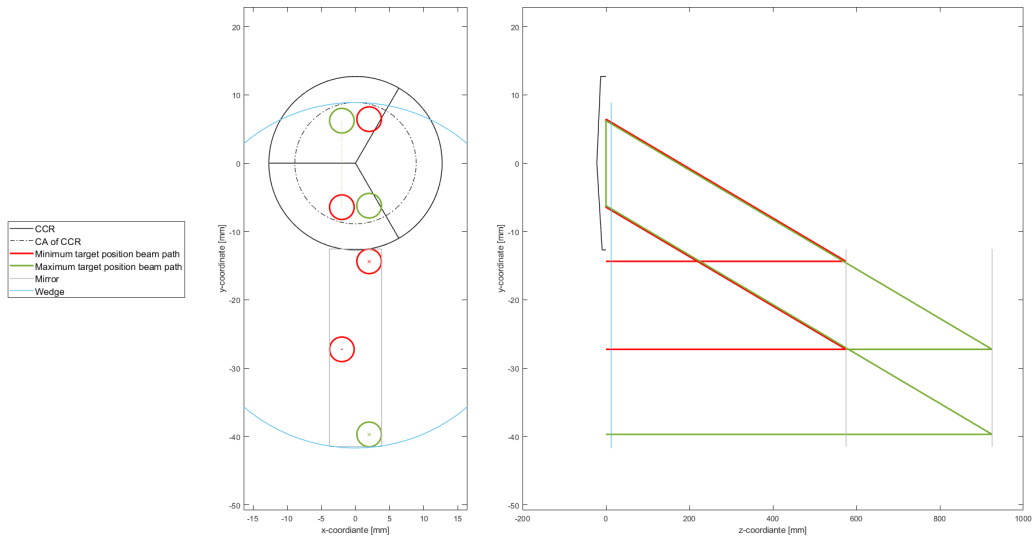 CCR
CA of CCR
Minimum target position beam path
Maximum target position beam path
Mirror
Wedge
20
10
0
-10
-20
-30
-40
-50
y-coordinate [mm]
-15 -10 -5 0 5 10 15
x-coordiante [mm]
20
10
0
-10
-20
-30
-40
-50
y-coordinate [mm]
-200 0 200 400 600 800 1000
z-coordiante [mm]